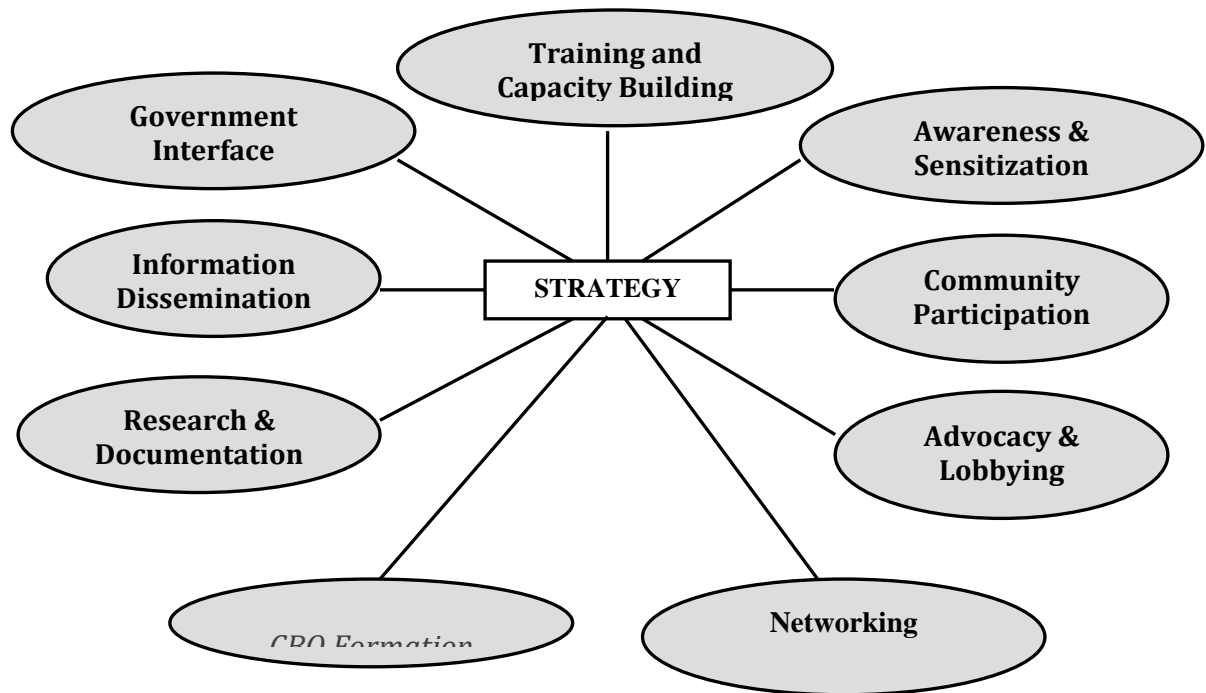 Training and
Capacity Building
Government
Interface
Awareness &
Sensitization
Information
Dissemination
STRATEGY
Community
Participation
Research &
Documentation
Advocacy &
Lobbying
CBO Formation
Networking